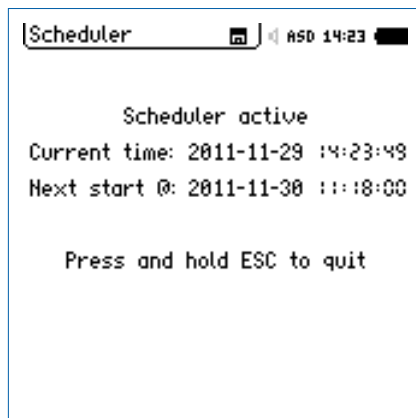 Scheduler ASD 14:23
Scheduler active
Current time: 2011-11-29 14:23:49
Next start @: 2011-11-30 11:18:00
Press and hold ESC to quit